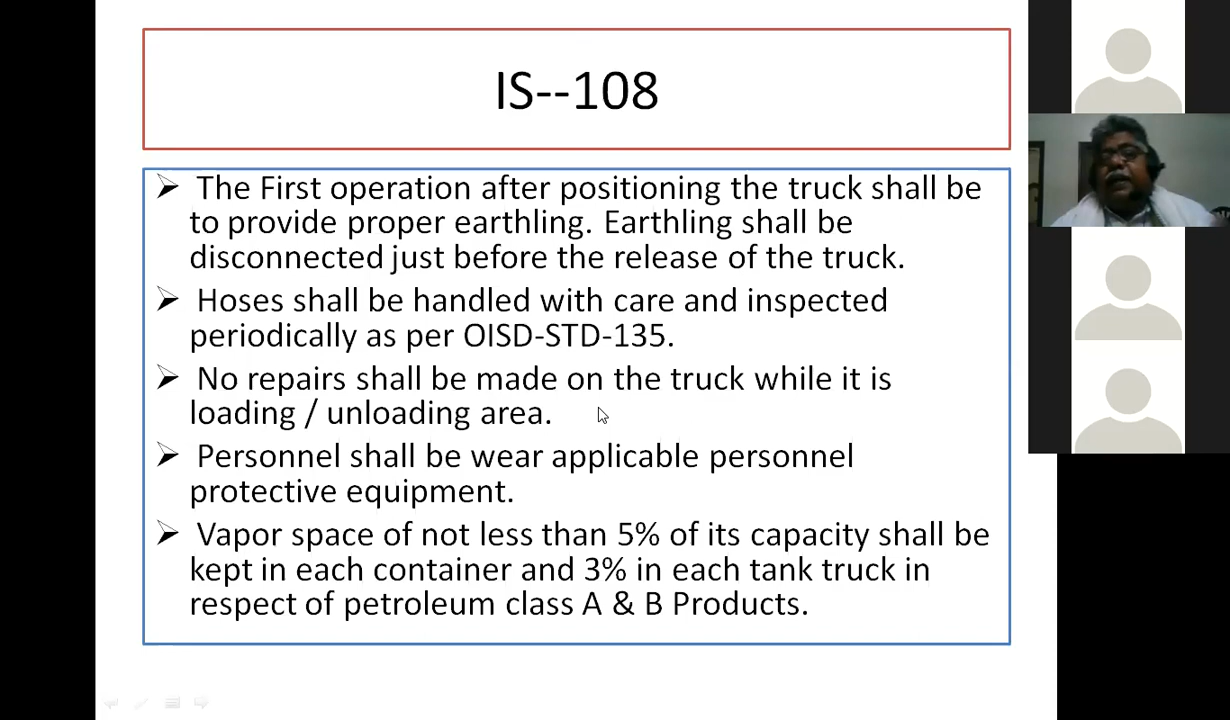 IS--108
➢ The First operation after positioning the truck shall be
to provide proper earthling. Earthling shall be
disconnected just before the release of the truck.
➢ Hoses shall be handled with care and inspected
periodically as per OISD-STD-135.
➢ No repairs shall be made on the truck while it is
loading / unloading area.
➢ Personnel shall be wear applicable personnel
protective equipment.
➢ Vapor space of not less than 5% of its capacity shall be
kept in each container and 3% in each tank truck in
respect of petroleum class A & B Products.